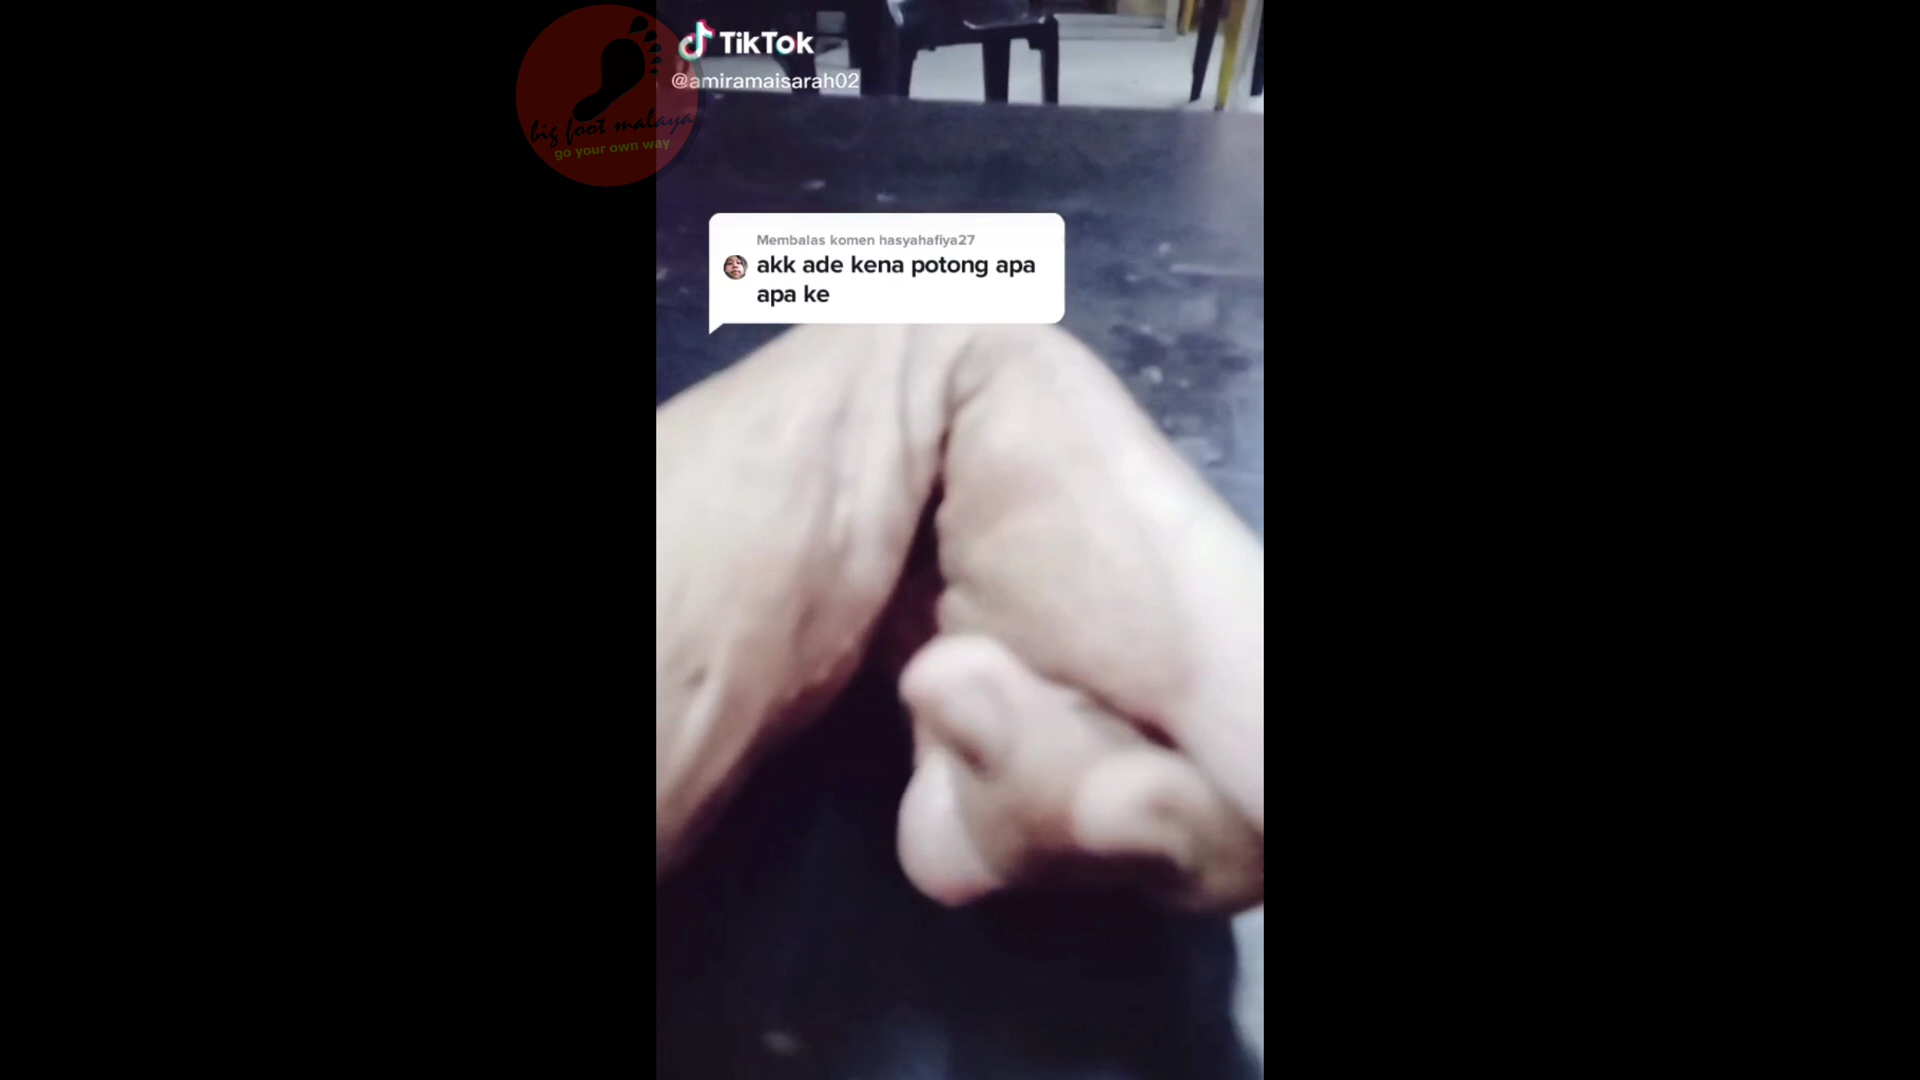 TikTok
@amiramaisarah02
big foot malaya
go your own way
Membalas komen hasyahafiya27
akk ade kena potong apa
apa ke